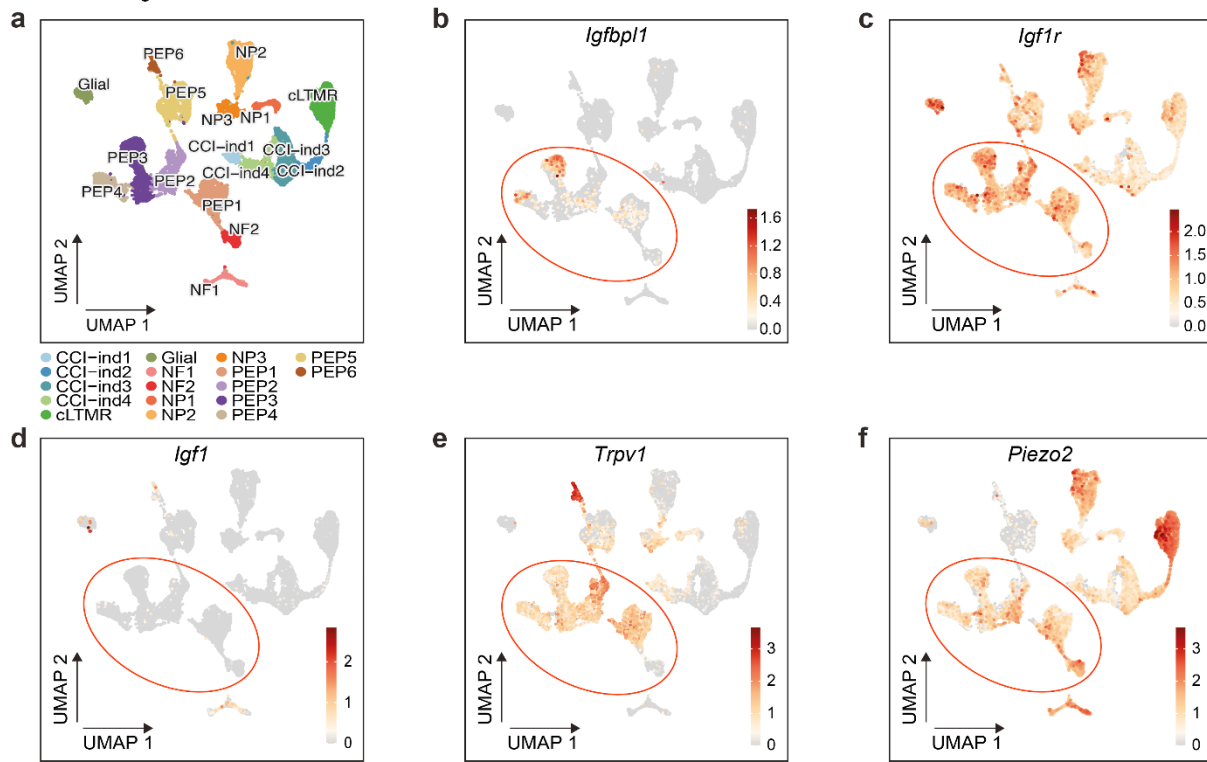 a
PEP6
NP2
Glial
PEP5
cLTMR
NP3
NP1
CCI-ind1
CCI-ind3
PEP3
CCI-ind4
CCI-ind2
PEP4
PEP2
PEP1
NF2
NF1
UMAP 2
UMAP 1
CCI-ind1
CCI-ind2
CCI-ind3
CCI-ind4
cLTMR
Glial
NF1
NF2
NP1
NP2
NP3
PEP1
PEP2
PEP3
PEP4
PEP5
PEP6
b
Igfbpl1
1.6
1.2
0.8
0.4
0.0
UMAP 2
UMAP 1
c
Igf1r
2.0
1.5
1.0
0.5
0.0
UMAP 2
UMAP 1
d
Igf1
2
1
0
UMAP 2
UMAP 1
e
Trpv1
3
2
1
0
UMAP 2
UMAP 1
f
Piezo2
3
2
1
0
UMAP 2
UMAP 1